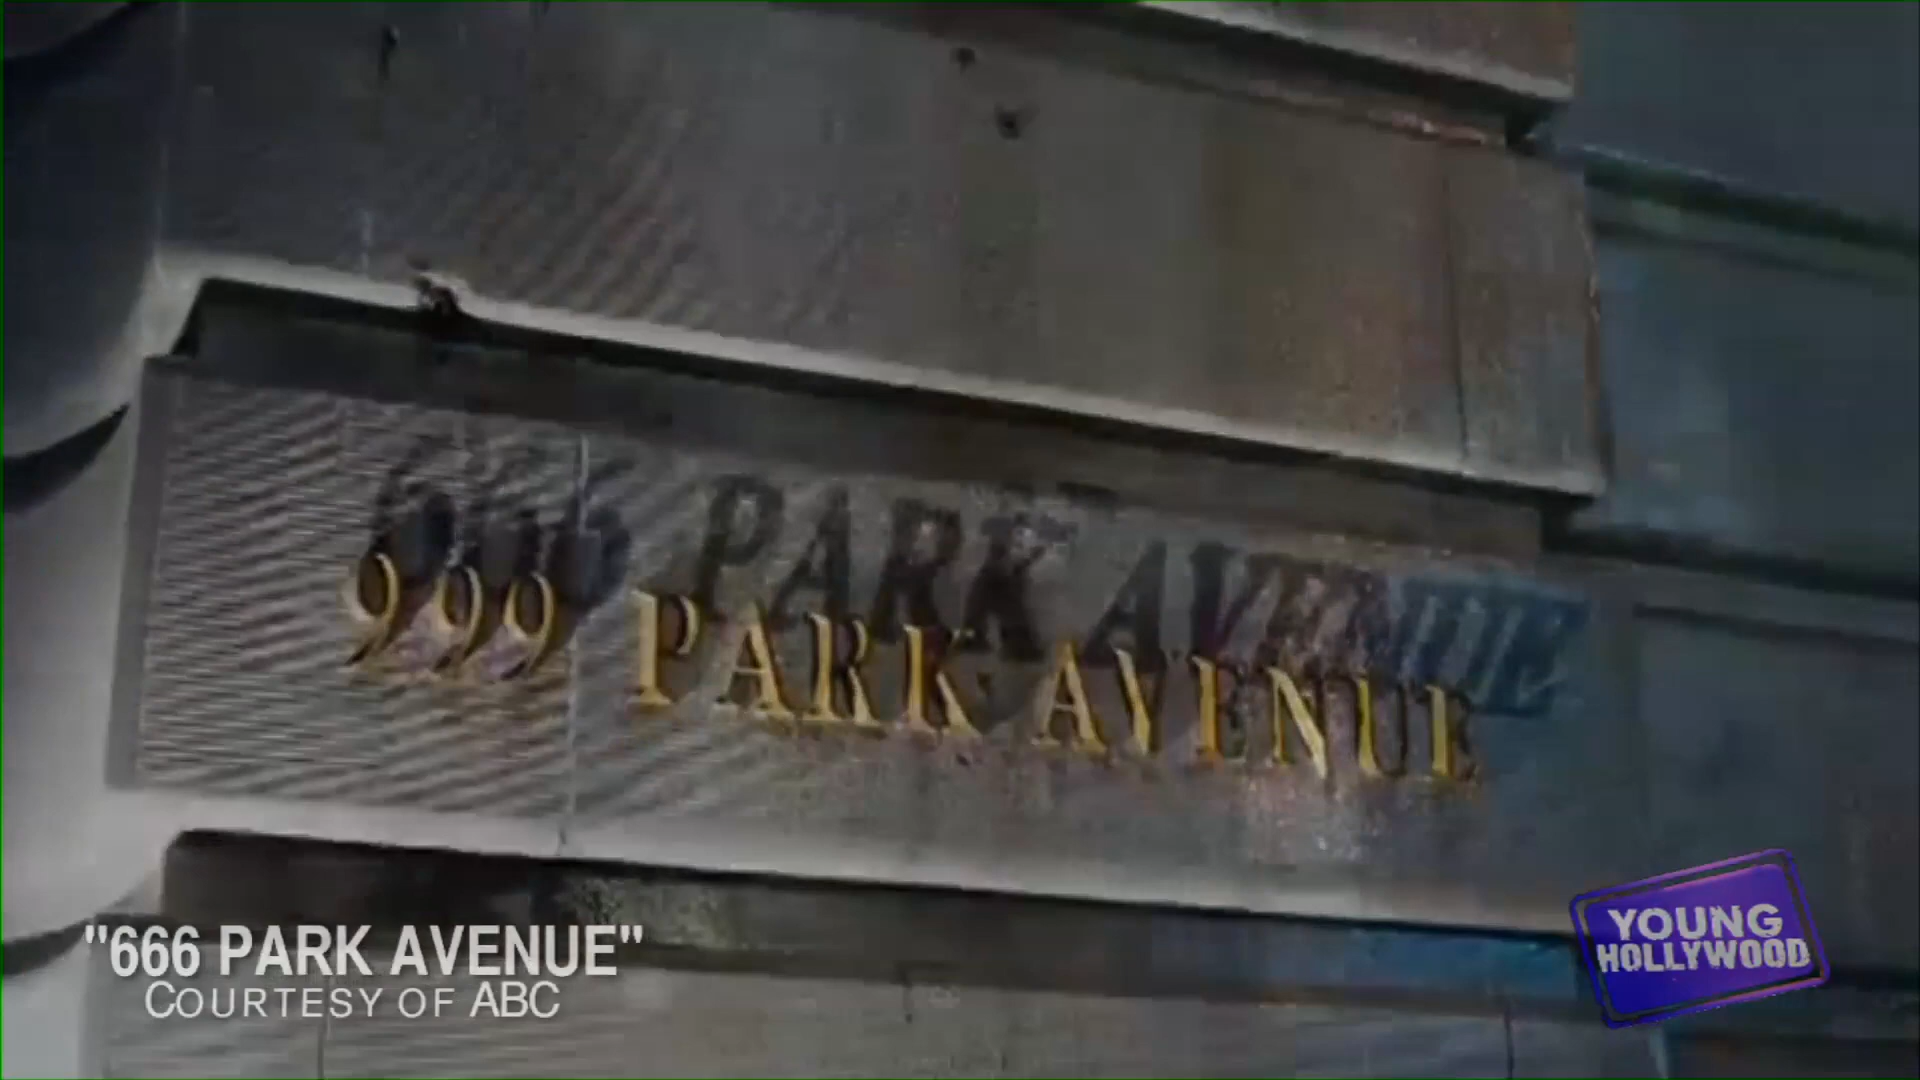 666 PARK AVENUE
999 PARK AVENUE
"666 PARK AVENUE"
COURTESY OF ABC
YOUNG
HOLLYWOOD